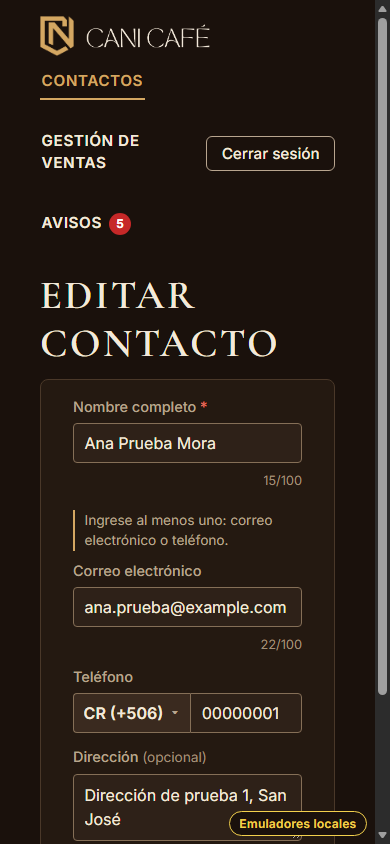 CANI CAFÉ
CONTACTOS
GESTIÓN DE
VENTAS
Cerrar sesión
AVISOS 5
EDITAR
CONTACTO
Nombre completo *
Ana Prueba Mora
15/100
Ingrese al menos uno: correo
electrónico o teléfono.
Correo electrónico
ana.prueba@example.com
22/100
Teléfono
CR (+506) 00000001
Dirección (opcional)
Dirección de prueba 1, San
José
Emuladores locales